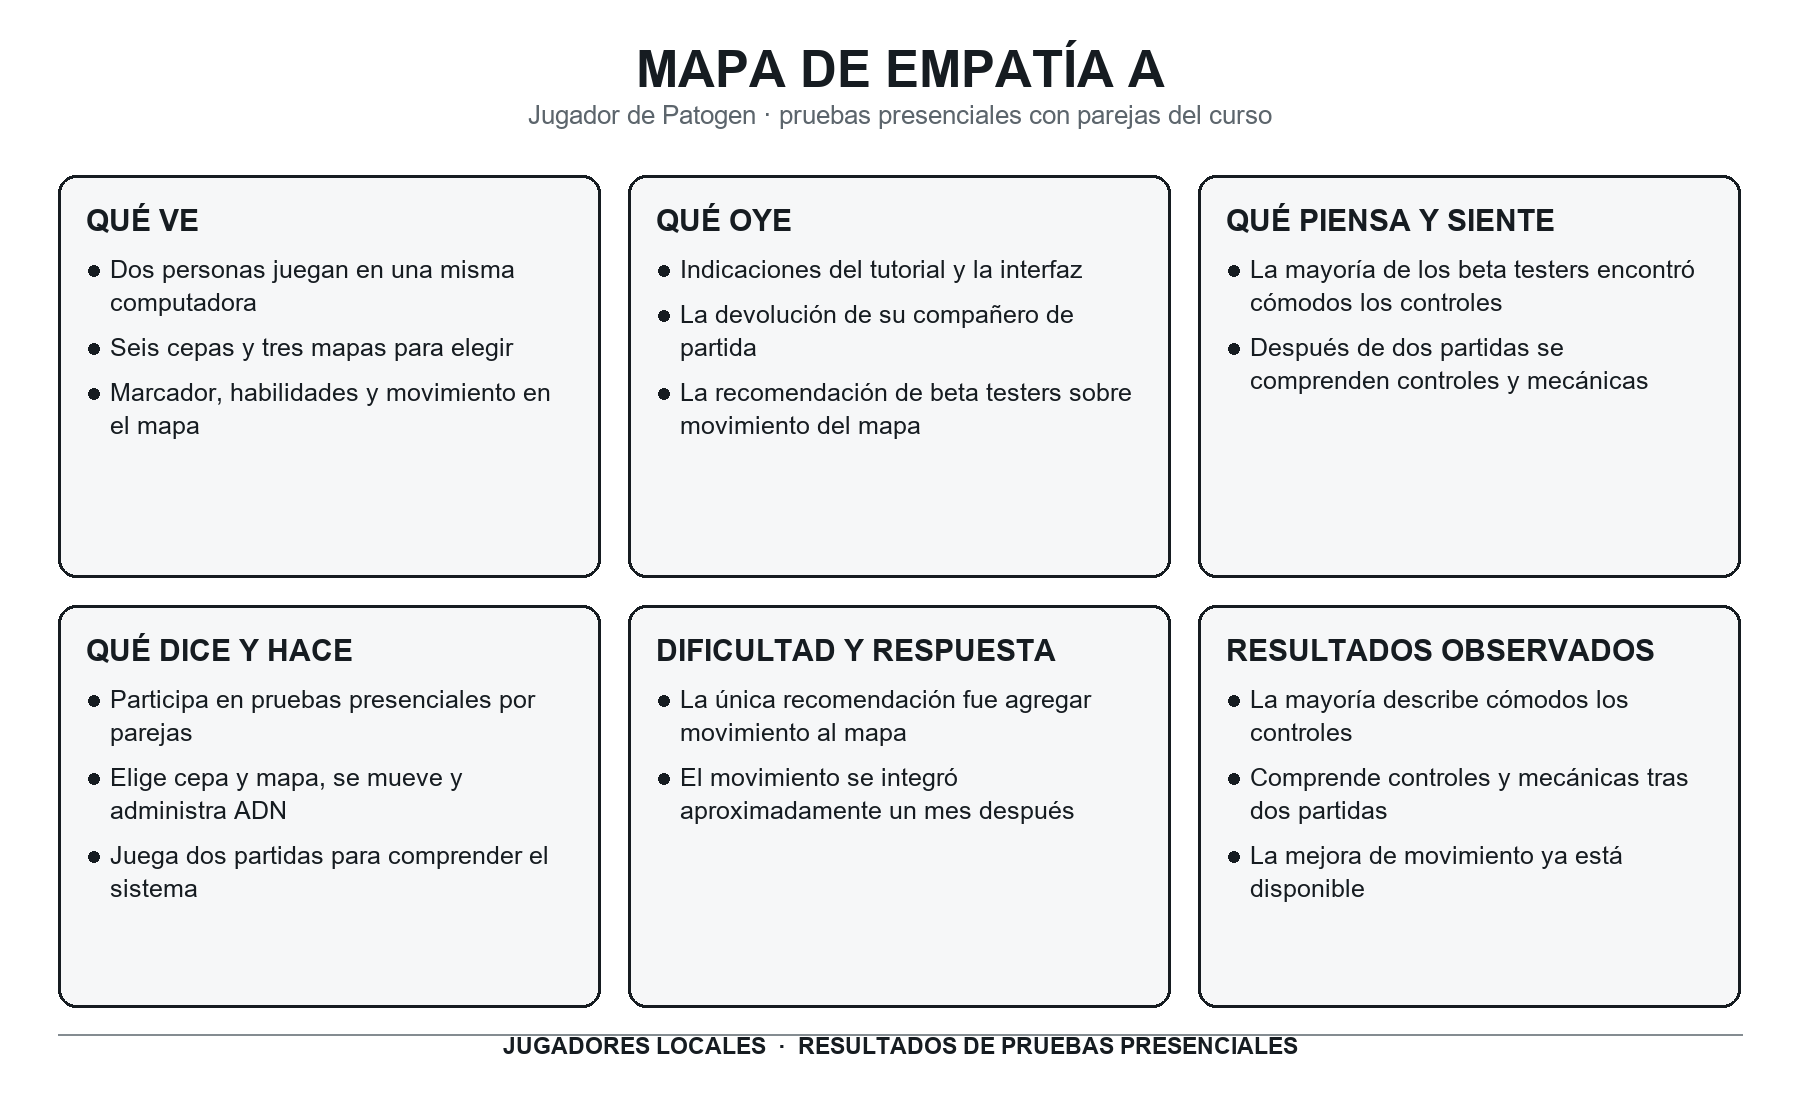 MAPA DE EMPATÍA A
Jugador de Patogen · pruebas presenciales con parejas del curso
QUÉ VE
● Dos personas juegan en una misma
computadora
● Seis cepas y tres mapas para elegir
● Marcador, habilidades y movimiento en
el mapa
QUÉ OYE
● Indicaciones del tutorial y la interfaz
● La devolución de su compañero de
partida
● La recomendación de beta testers sobre
movimiento del mapa
QUÉ PIENSA Y SIENTE
● La mayoría de los beta testers encontró
cómodos los controles
● Después de dos partidas se
comprenden controles y mecánicas
QUÉ DICE Y HACE
● Participa en pruebas presenciales por
parejas
● Elige cepa y mapa, se mueve y
administra ADN
● Juega dos partidas para comprender el
sistema
DIFICULTAD Y RESPUESTA
● La única recomendación fue agregar
movimiento al mapa
● El movimiento se integró
aproximadamente un mes después
RESULTADOS OBSERVADOS
● La mayoría describe cómodos los
controles
● Comprende controles y mecánicas tras
dos partidas
● La mejora de movimiento ya está
disponible
JUGADORES LOCALES · RESULTADOS DE PRUEBAS PRESENCIALES